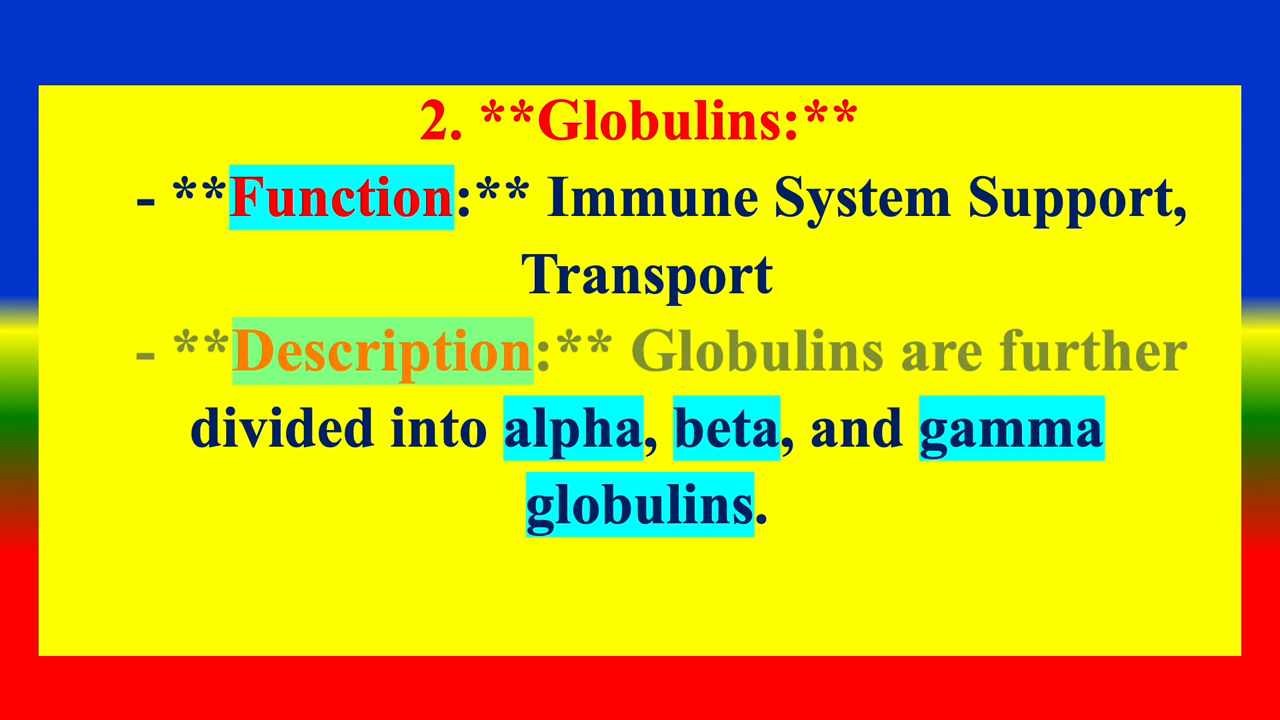 2. **Globulins:**
- **Function:** Immune System Support,
Transport
- **Description:** Globulins are further
divided into alpha, beta, and gamma
globulins.